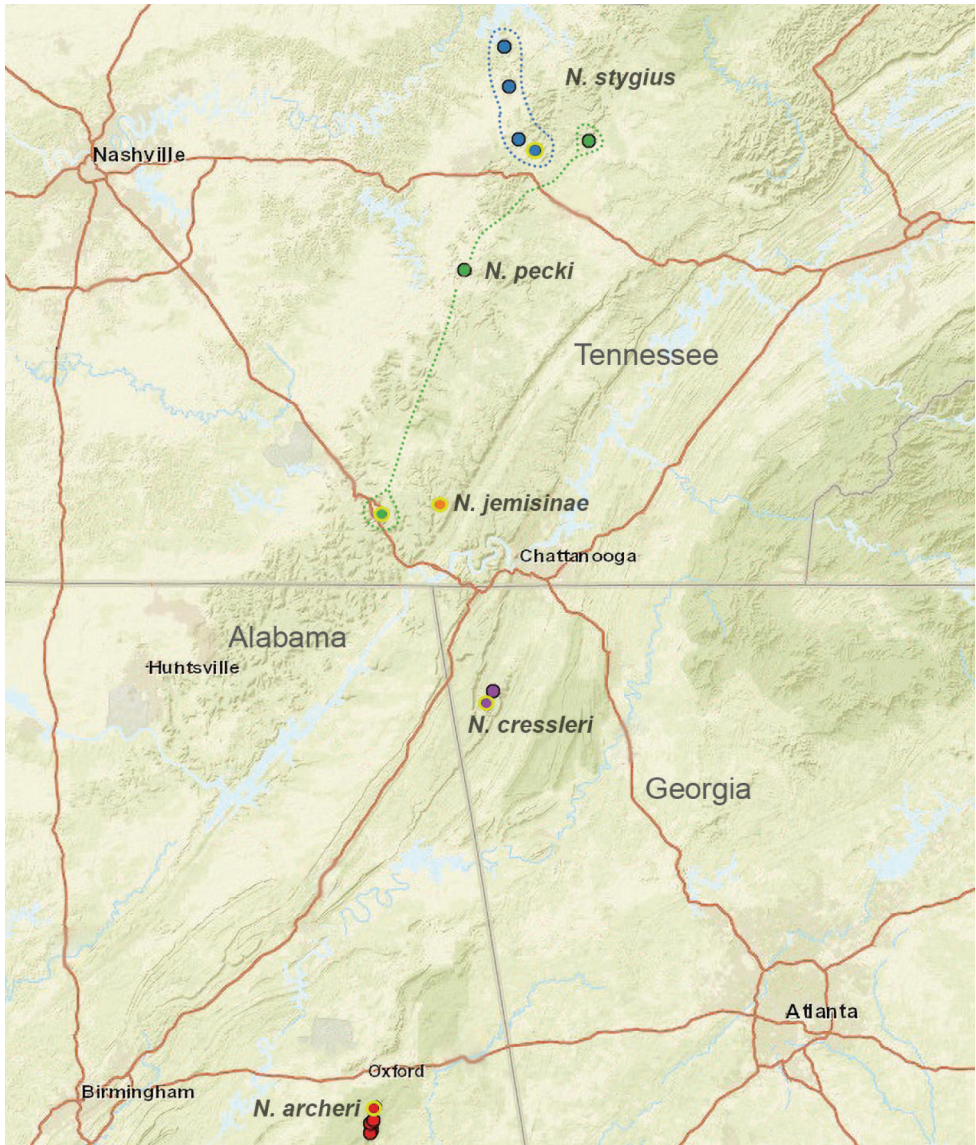 N. stygius
Nashville
N. pecki
Tennessee
N. jemisinae
Chattanooga
Alabama
Huntsville
N. cressleri
Georgia
Atlanta
Oxford
Birmingham
N. archeri